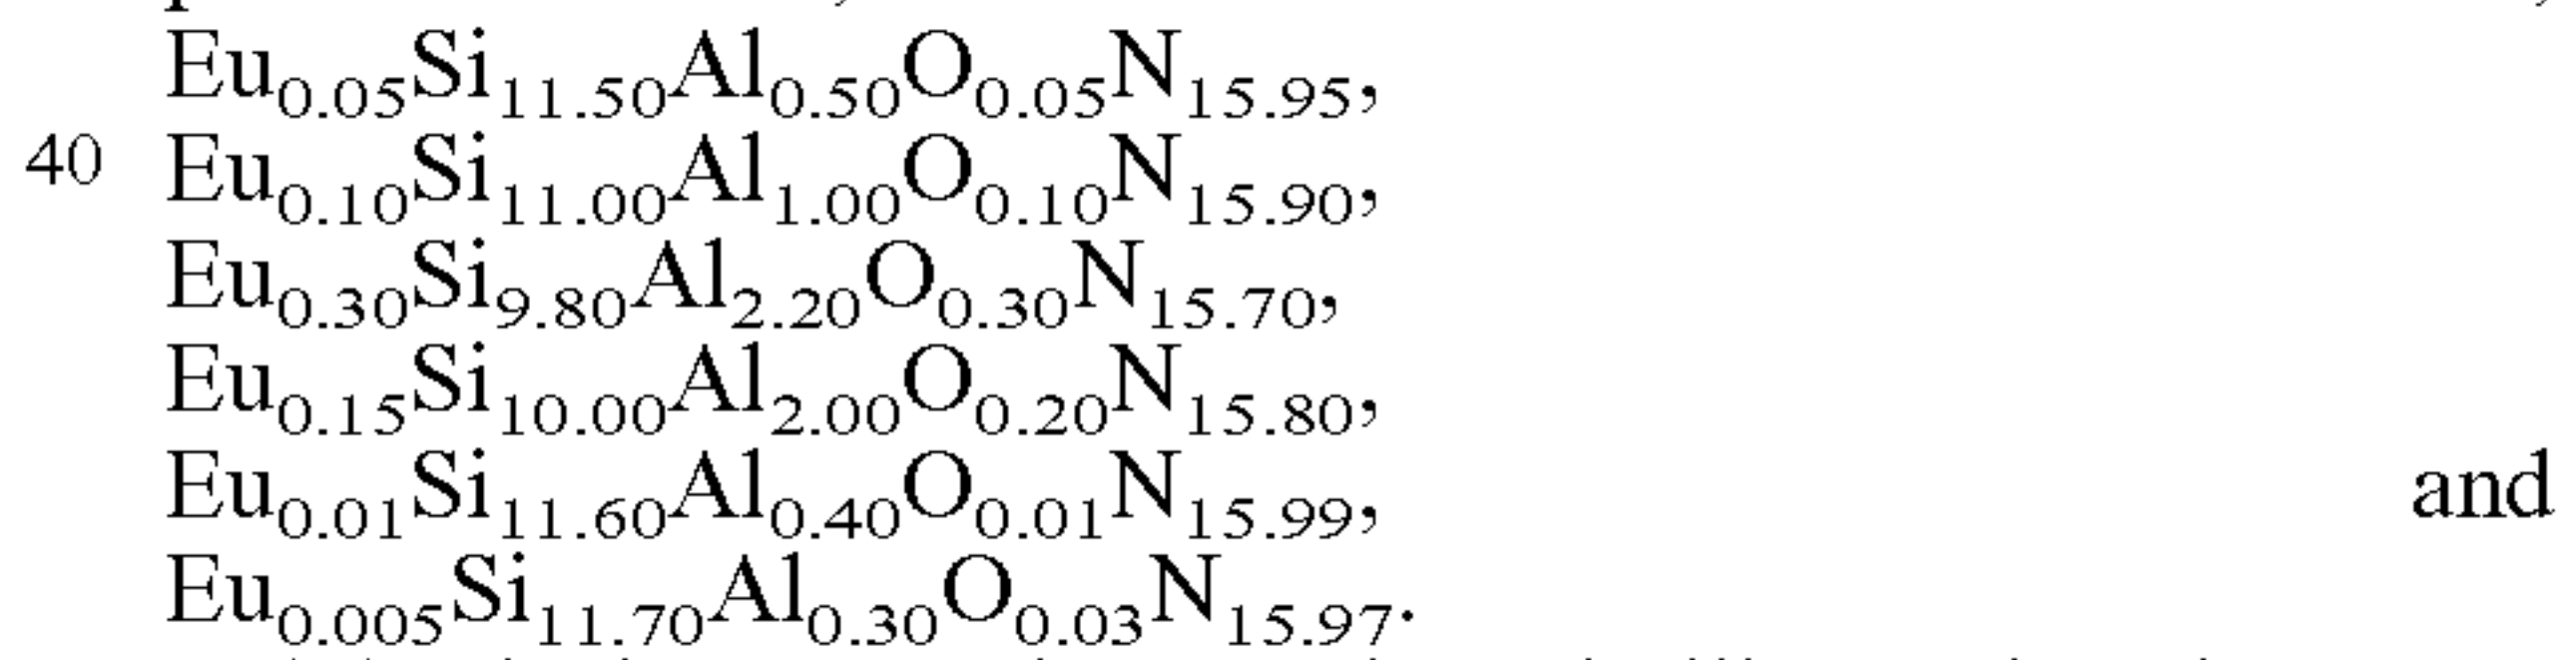 Eu0.05Si11.50Al0.50O0.05N15.95,
40 Eu0.10Si11.00Al1.00O0.10N15.90,
Eu0.30Si9.80Al2.20O0.30N15.70,
Eu0.15Si10.00Al2.00O0.20N15.80,
Eu0.01Si11.60Al0.40O0.01N15.99, and
Eu0.005Si11.70Al0.30O0.03N15.97.